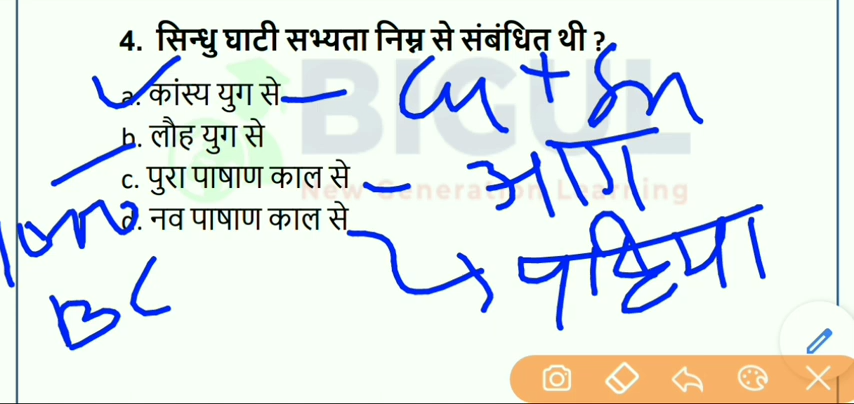 4. सिन्धु घाटी सभ्यता निम्न से संबंधित थी ?
a. कांस्य युग से
Cu + Sn
b. लौह युग से
c. पुरा पाषाण काल से
आग
d. नव पाषाण काल से
पहिया
BC
BIGUL
New Generation Learning